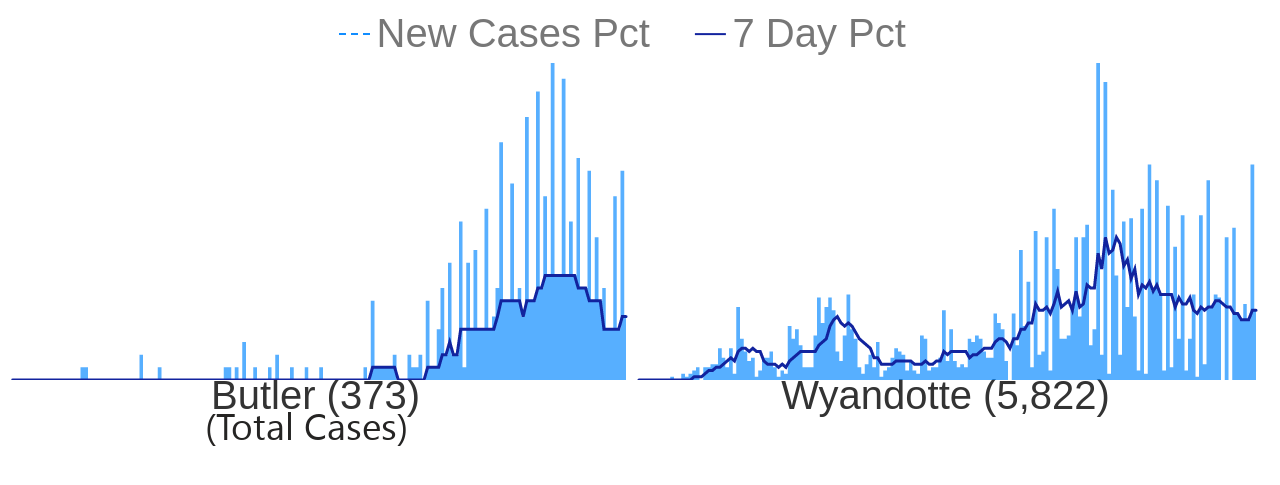 New Cases Pct 7 Day Pct
Butler (373) Wyandotte (5,822)
(Total Cases)